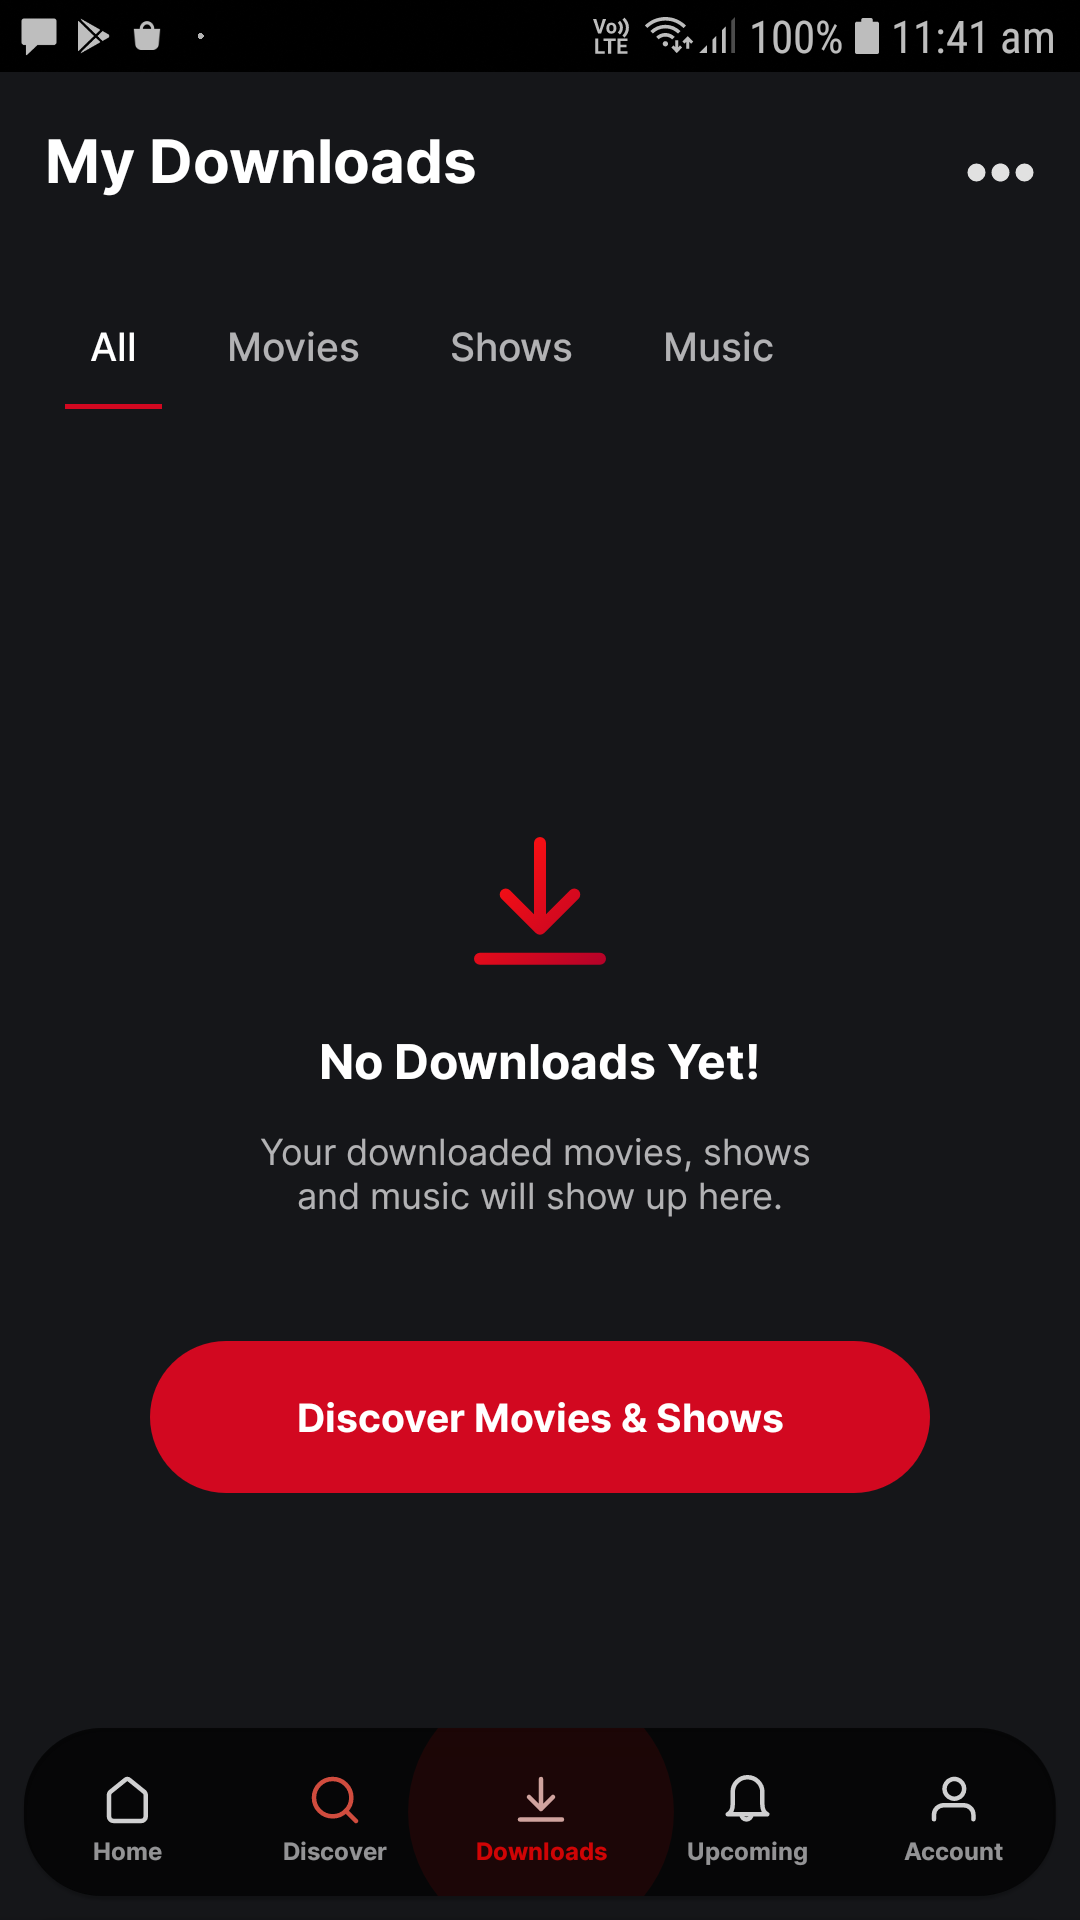 Vo)) LTE 100% 11:41 am
My Downloads
All Movies Shows Music
No Downloads Yet!
Your downloaded movies, shows
and music will show up here.
Discover Movies & Shows
Home Discover Downloads Upcoming Account